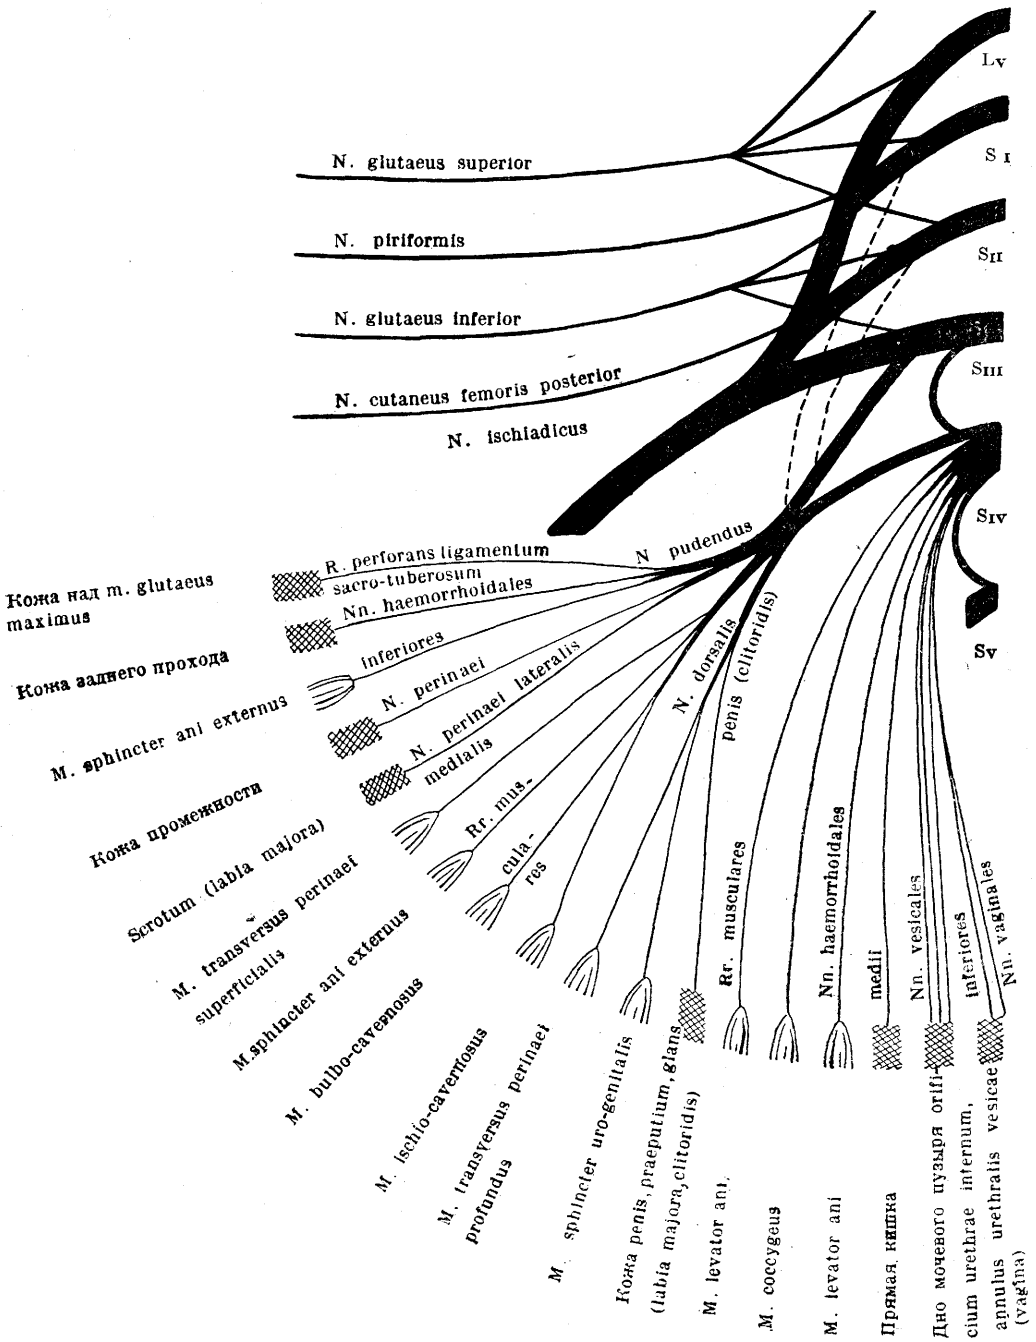 Lv
S I
N. glutaeus superior
N. piriformis
SII
N. glutaeus inferior
SIII
N. cutaneus femoris posterior
N. ischiadicus
SIV
N pudendus
R. perforans ligamentum
sacro-tuberosum
Кожа над m. glutaeus
maximus
Nn. haemorrhoidales
inferiores
Sv
Кожа заднего прохода
N. perinaei
M. sphincter ani externus
N. perinaei lateralis
medialis
N. dorsalis
penis (clitoridis)
Кожа промежности
Rr. mus-
cula-
res
Scrotum (labia majora)
M. transversus perinaei
superficialis
M. sphincter ani externus
M. bulbo-cavernosus
M. ischio-cavernosus
M. transversus perinaei
profundus
M. sphincter uro-genitalis
Кожа penis, praeputium, glans
(labia majora, clitoridis)
Rr. musculares
M. levator ani.
M. coccygeus
Nn. haemorrhoidales
medii
M. levator ani
Прямая кишка
Nn. vesicales
inferiores
Nn. vaginales
Дно мочевого пузыря orifi-
cium urethrae internum,
annulus urethralis vesicae
(vagina)